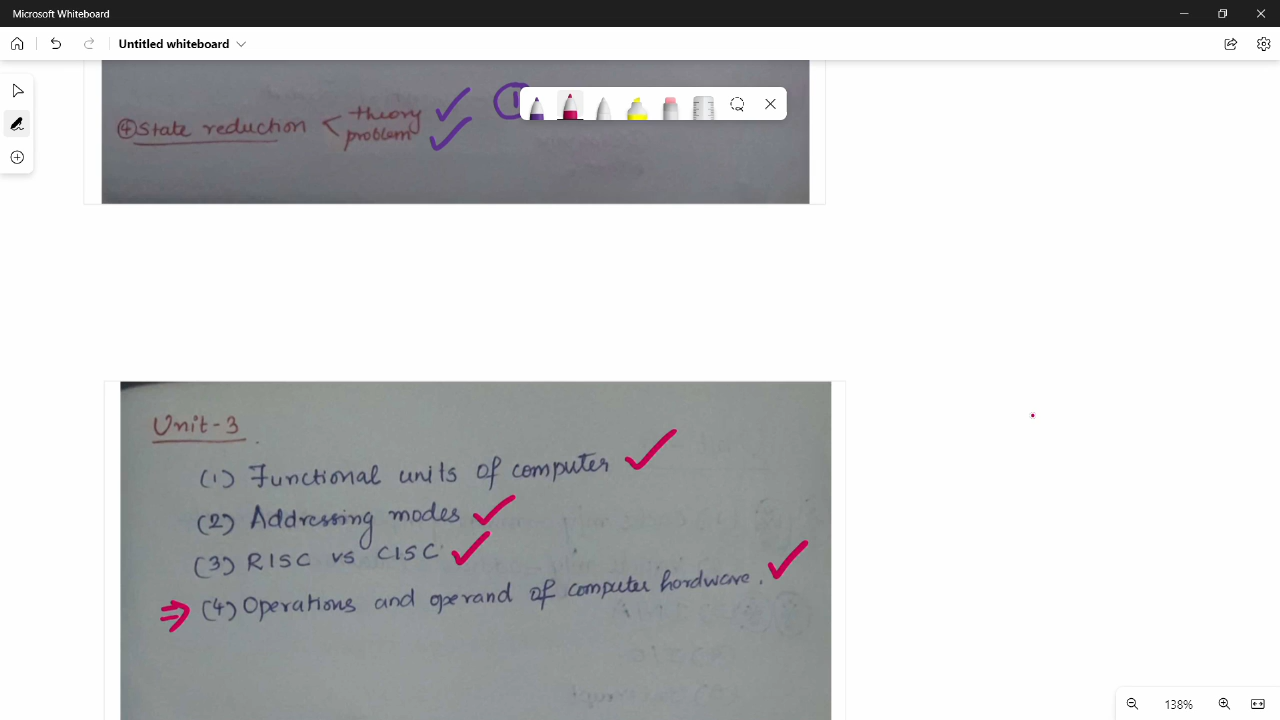 Microsoft Whiteboard
Untitled whiteboard
④ State reduction < theory
problem
①
Unit-3
(1) Functional units of computer
(2) Addressing modes
(3) RISC vs CISC
(4) Operations and operand of computer hardware.
138%